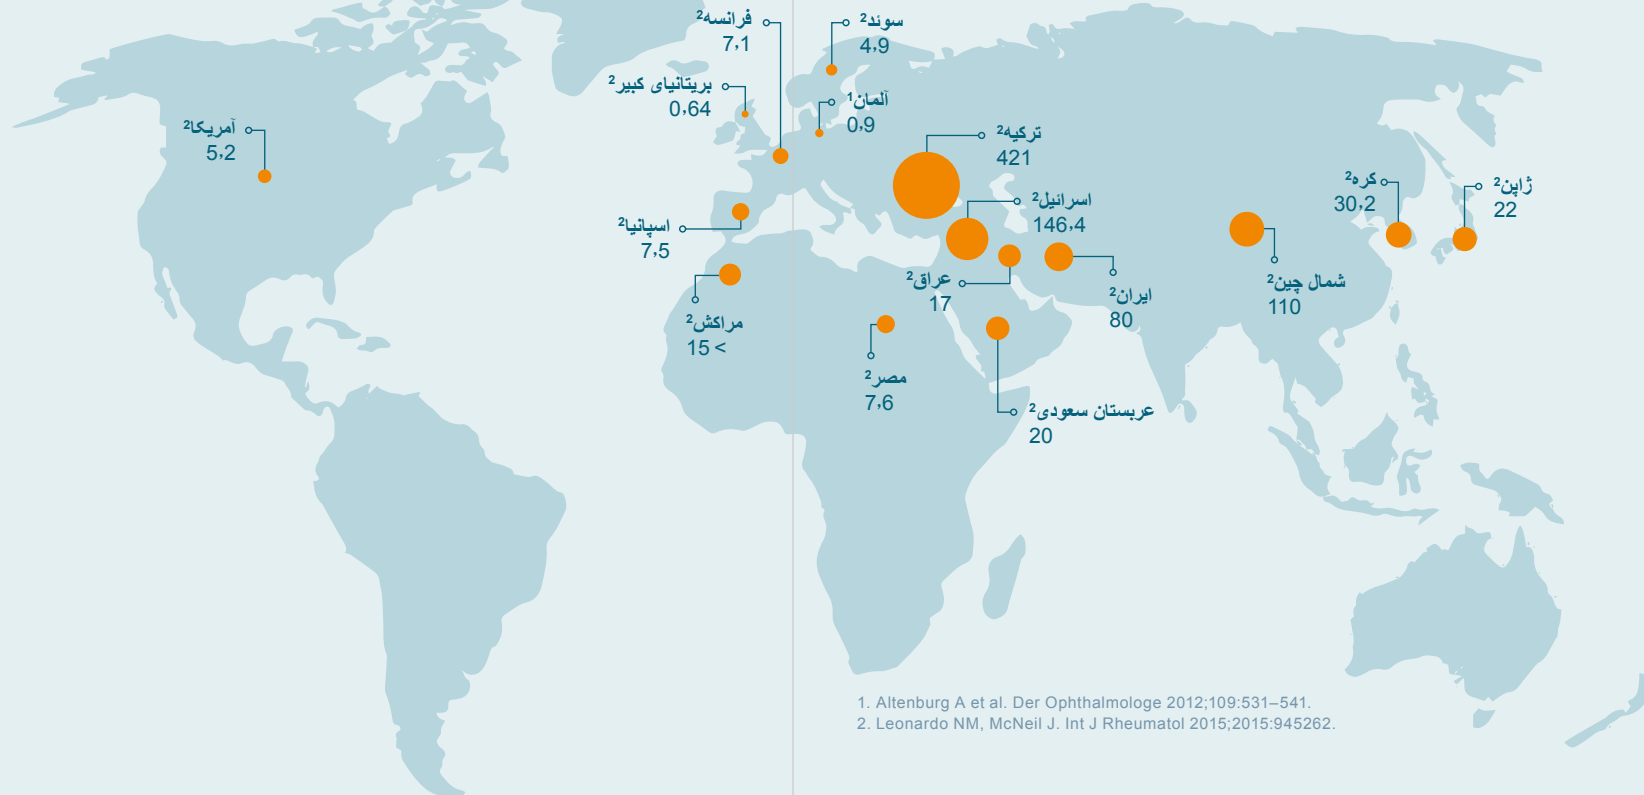 فرانسه²
7,1
سوئد²
4,9
بریتانیای کبیر²
0,64
آلمان¹
0,9
آمریکا²
5,2
ترکیه²
421
اسرائیل²
146,4
کره²
30,2
ژاپن²
22
اسپانیا²
7,5
عراق²
17
ایران²
80
شمال چین²
110
مراکش²
15 <
مصر²
7,6
عربستان سعودی²
20
1. Altenburg A et al. Der Ophthalmologe 2012;109:531–541.
2. Leonardo NM, McNeil J. Int J Rheumatol 2015;2015:945262.